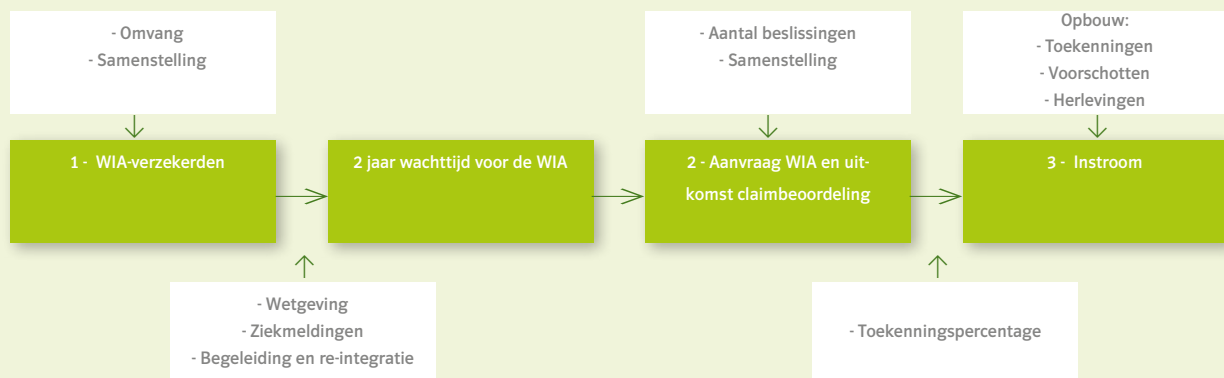 - Omvang
- Samenstelling
- Aantal beslissingen
- Samenstelling
Opbouw:
- Toekenningen
- Voorschotten
- Herlevingen
1 - WIA-verzekerden
2 jaar wachttijd voor de WIA
2 - Aanvraag WIA en uit-
komst claimbeoordeling
3 - Instroom
- Wetgeving
- Ziekmeldingen
- Begeleiding en re-integratie
- Toekenningspercentage